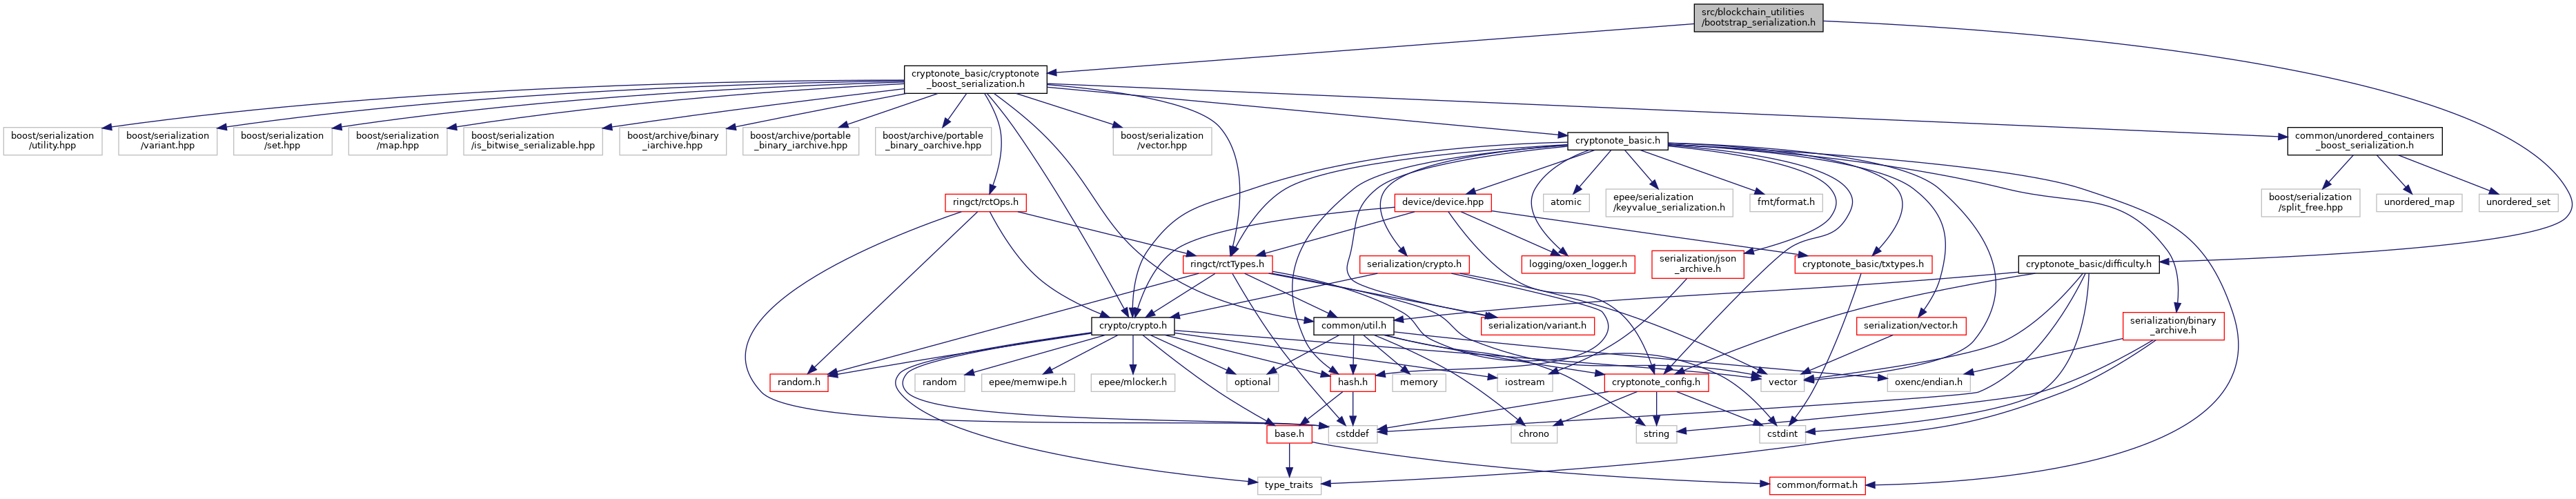 src/blockchain_utilities
/bootstrap_serialization.h
cryptonote_basic/cryptonote
_boost_serialization.h
boost/serialization
/utility.hpp
boost/serialization
/variant.hpp
boost/serialization
/set.hpp
boost/serialization
/map.hpp
boost/serialization
/is_bitwise_serializable.hpp
boost/archive/binary
_iarchive.hpp
boost/archive/portable
_binary_iarchive.hpp
boost/archive/portable
_binary_oarchive.hpp
boost/serialization
/vector.hpp
cryptonote_basic.h
common/unordered_containers
_boost_serialization.h
ringct/rctOps.h
device/device.hpp
atomic
epee/serialization
/keyvalue_serialization.h
fmt/format.h
boost/serialization
/split_free.hpp
unordered_map
unordered_set
ringct/rctTypes.h
serialization/crypto.h
logging/oxen_logger.h
serialization/json
_archive.h
cryptonote_basic/txtypes.h
cryptonote_basic/difficulty.h
crypto/crypto.h
common/util.h
serialization/variant.h
serialization/vector.h
serialization/binary
_archive.h
random.h
random
epee/memwipe.h
epee/mlocker.h
optional
hash.h
memory
iostream
cryptonote_config.h
vector
oxenc/endian.h
base.h
cstddef
chrono
string
cstdint
type_traits
common/format.h